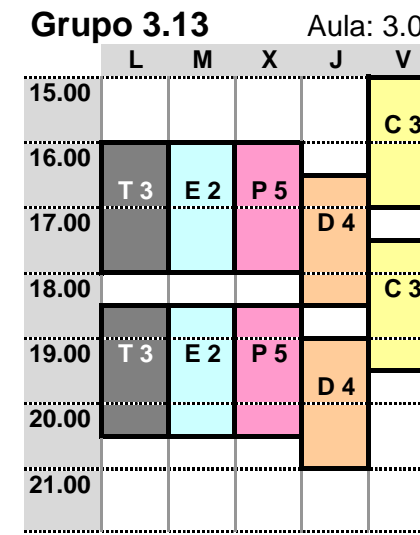 Grupo 3.13 Aula: 3.0
L M X J V
15.00
C 3
16.00
T 3 E 2 P 5
17.00 D 4
18.00 C 3
19.00 T 3 E 2 P 5
D 4
20.00
21.00